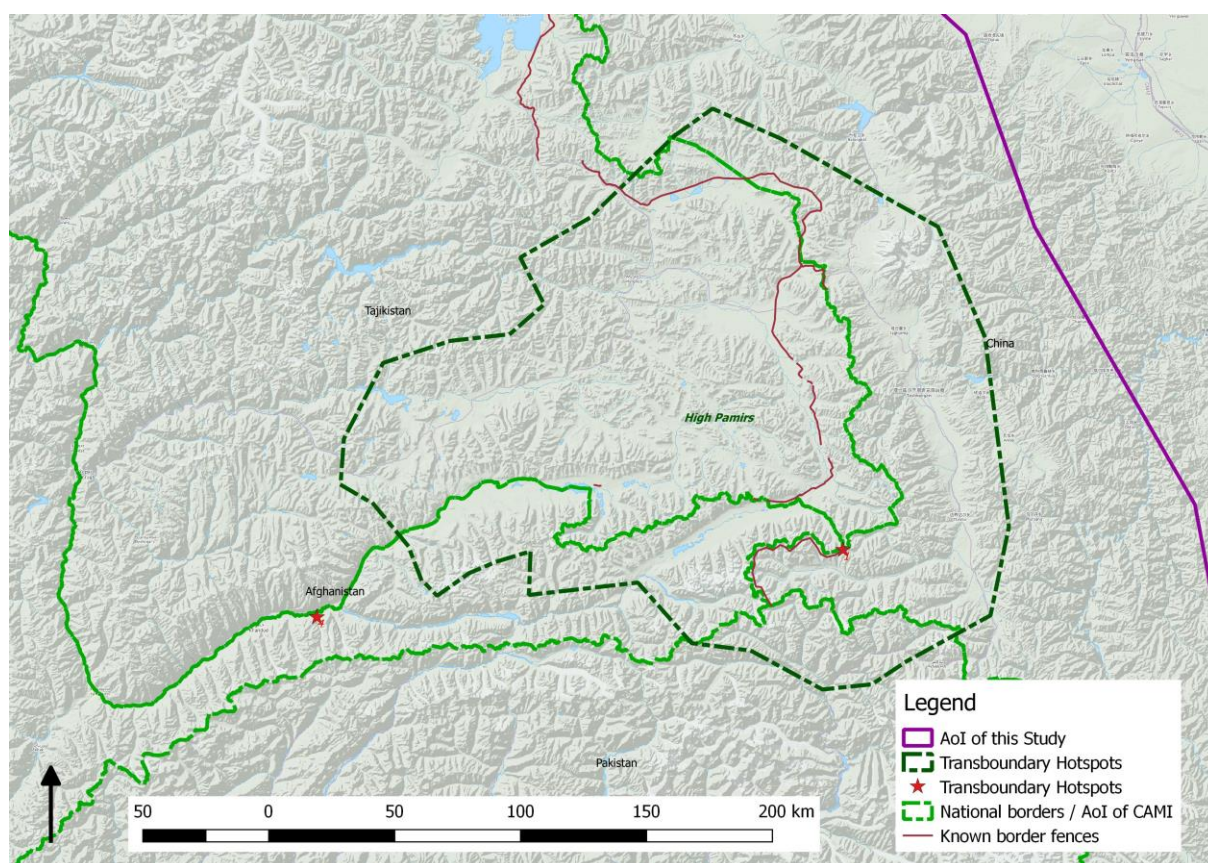 Tajikistan
China
High Pamirs
Afghanistan
Pakistan
Legend
AoI of this Study
Transboundary Hotspots
Transboundary Hotspots
National borders / AoI of CAMI
Known border fences
50 0 50 100 150 200 km